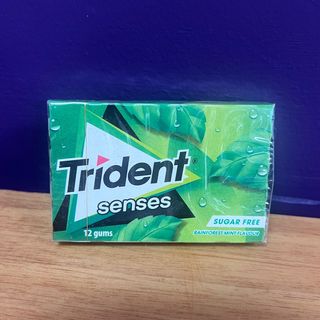 Trident
senses
SUGAR FREE
12 gums
RAINFOREST MINT FLAVOUR